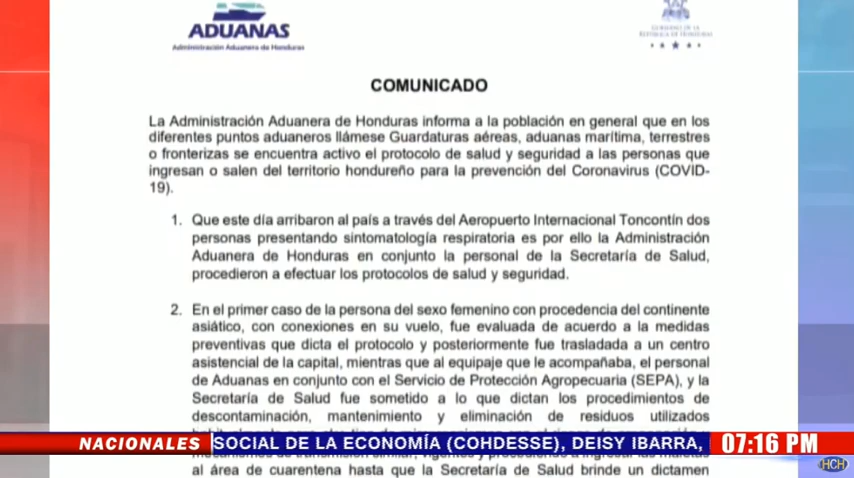 ADUANAS
Administración Aduanera de Honduras
GOBIERNO DE LA
REPÚBLICA DE HONDURAS
COMUNICADO
La Administración Aduanera de Honduras informa a la población en general que en los
diferentes puntos aduaneros llámese Guardaturas aéreas, aduanas marítima, terrestres
o fronterizas se encuentra activo el protocolo de salud y seguridad a las personas que
ingresan o salen del territorio hondureño para la prevención del Coronavirus (COVID-
19).
1. Que este día arribaron al país a través del Aeropuerto Internacional Toncontín dos
personas presentando sintomatología respiratoria es por ello la Administración
Aduanera de Honduras en conjunto la personal de la Secretaría de Salud,
procedieron a efectuar los protocolos de salud y seguridad.
2. En el primer caso de la persona del sexo femenino con procedencia del continente
asiático, con conexiones en su vuelo, fue evaluada de acuerdo a la medidas
preventivas que dicta el protocolo y posteriormente fue trasladada a un centro
asistencial de la capital, mientras que al equipaje que le acompañaba, el personal
de Aduanas en conjunto con el Servicio de Protección Agropecuaria (SEPA), y la
Secretaría de Salud fue sometido a lo que dictan los procedimientos de
descontaminación, mantenimiento y eliminación de residuos utilizados
NACIONALES
SOCIAL DE LA ECONOMÍA (COHDESSE), DEISY IBARRA,
07:16 PM
HCH
al área de cuarentena hasta que la Secretaría de Salud brinde un dictamen